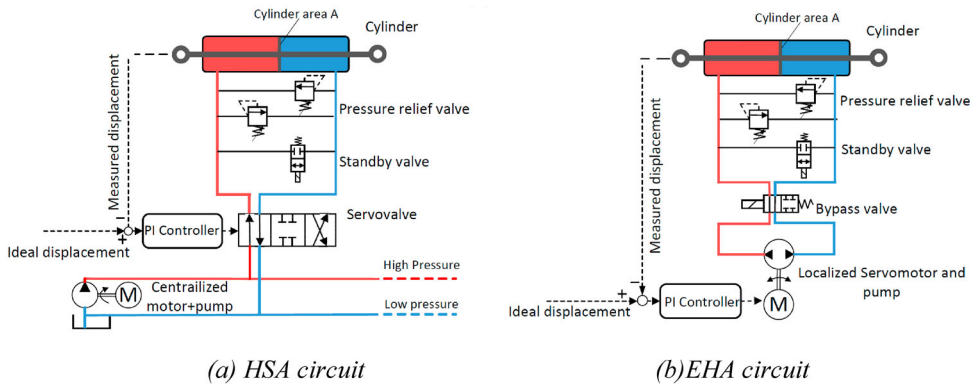 Cylinder area A
Cylinder
Measured displacement
Pressure relief valve
Standby valve
Servovalve
PI Controller
Ideal displacement
+
−
High Pressure
Centrailized
motor+pump
M
Low pressure
(a) HSA circuit
Cylinder area A
Cylinder
Measured displacement
Pressure relief valve
Standby valve
Bypass valve
Localized Servomotor and
pump
PI Controller
Ideal displacement
+
−
M
(b)EHA circuit